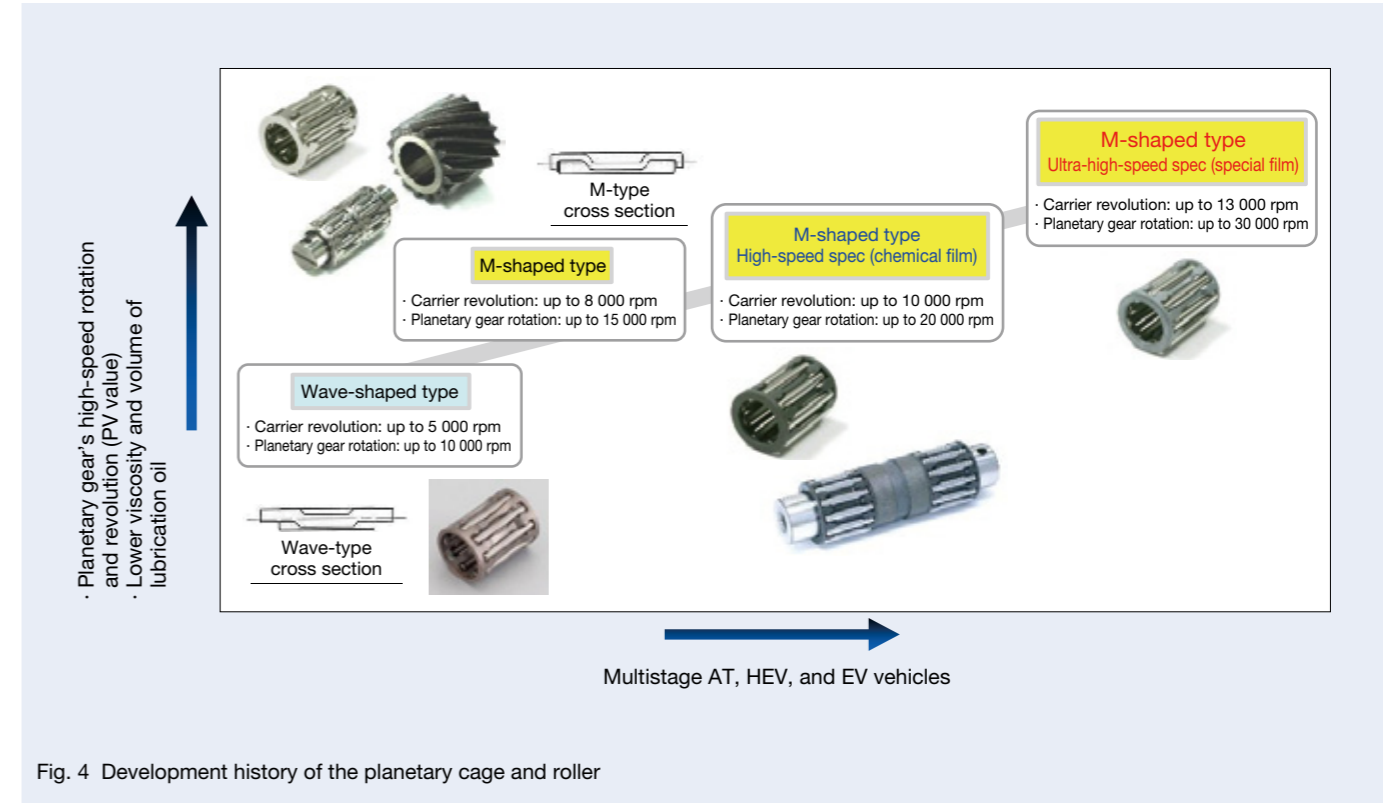 · Planetary gear's high-speed rotation
and revolution (PV value)
· Lower viscosity and volume of
lubrication oil
M-type
cross section
M-shaped type
Ultra-high-speed spec (special film)
· Carrier revolution: up to 13 000 rpm
· Planetary gear rotation: up to 30 000 rpm
M-shaped type
High-speed spec (chemical film)
· Carrier revolution: up to 10 000 rpm
· Planetary gear rotation: up to 20 000 rpm
M-shaped type
· Carrier revolution: up to 8 000 rpm
· Planetary gear rotation: up to 15 000 rpm
Wave-shaped type
· Carrier revolution: up to 5 000 rpm
· Planetary gear rotation: up to 10 000 rpm
Wave-type
cross section
Multistage AT, HEV, and EV vehicles
Fig. 4 Development history of the planetary cage and roller